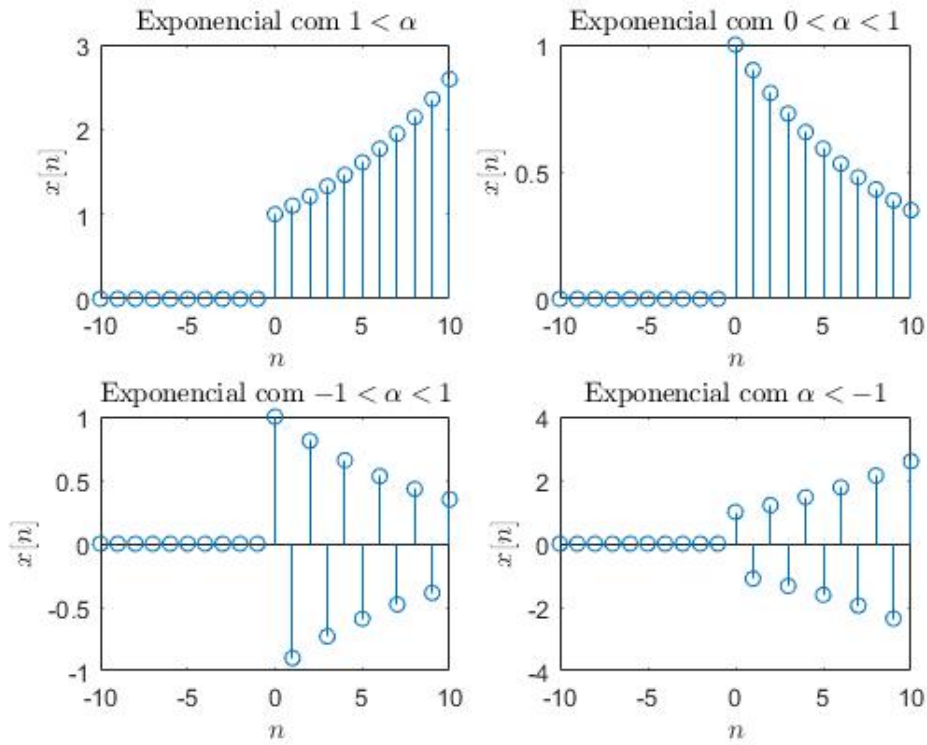 Exponencial com 1 < α
3
2
1
0
x[n]
-10 -5 0 5 10
n
Exponencial com 0 < α < 1
1
0.5
0
x[n]
-10 -5 0 5 10
n
Exponencial com −1 < α < 1
1
0.5
0
-0.5
-1
x[n]
-10 -5 0 5 10
n
Exponencial com α < −1
4
2
0
-2
-4
x[n]
-10 -5 0 5 10
n